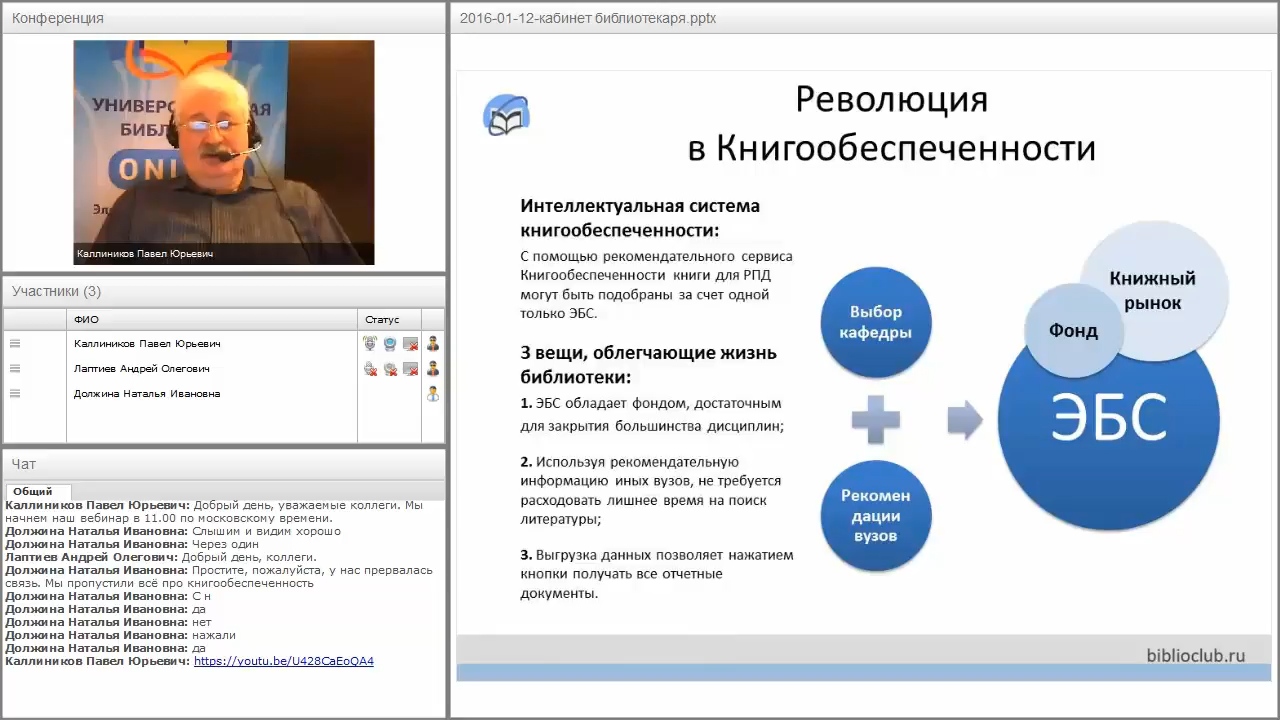 Конференция
УНИВЕРС
АЯ
БИБЛ
ON
Эл
Каллиников Павел Юрьевич
Участники (3)
ФИО
Статус
Каллиников Павел Юрьевич
Лаптиев Андрей Олегович
Должина Наталья Ивановна
Чат
Общий
Каллиников Павел Юрьевич: Добрый день, уважаемые коллеги. Мы
начнем наш вебинар в 11.00 по московскому времени.
Должина Наталья Ивановна: Слышим и видим хорошо
Должина Наталья Ивановна: Через один
Лаптиев Андрей Олегович: Добрый день, коллеги.
Должина Наталья Ивановна: Простите, пожалуйста, у нас прервалась
связь. Мы пропустили всё про книгообеспеченность
Должина Наталья Ивановна: С н
Должина Наталья Ивановна: да
Должина Наталья Ивановна: нет
Должина Наталья Ивановна: нажали
Должина Наталья Ивановна: да
Каллиников Павел Юрьевич: https://youtu.be/U428CaEoQA4
2016-01-12-кабинет библиотекаря.pptx
Революция
в Книгообеспеченности
Интеллектуальная система
книгообеспеченности:
С помощью рекомендательного сервиса
Книгообеспеченности книги для РПД
могут быть подобраны за счет одной
только ЭБС.
3 вещи, облегчающие жизнь
библиотеки:
1. ЭБС обладает фондом, достаточным
для закрытия большинства дисциплин;
2. Используя рекомендательную
информацию иных вузов, не требуется
расходовать лишнее время на поиск
литературы;
3. Выгрузка данных позволяет нажатием
кнопки получать все отчетные
документы.
Выбор
кафедры
Рекомен
дации
вузов
Книжный
рынок
Фонд
ЭБС
biblioclub.ru